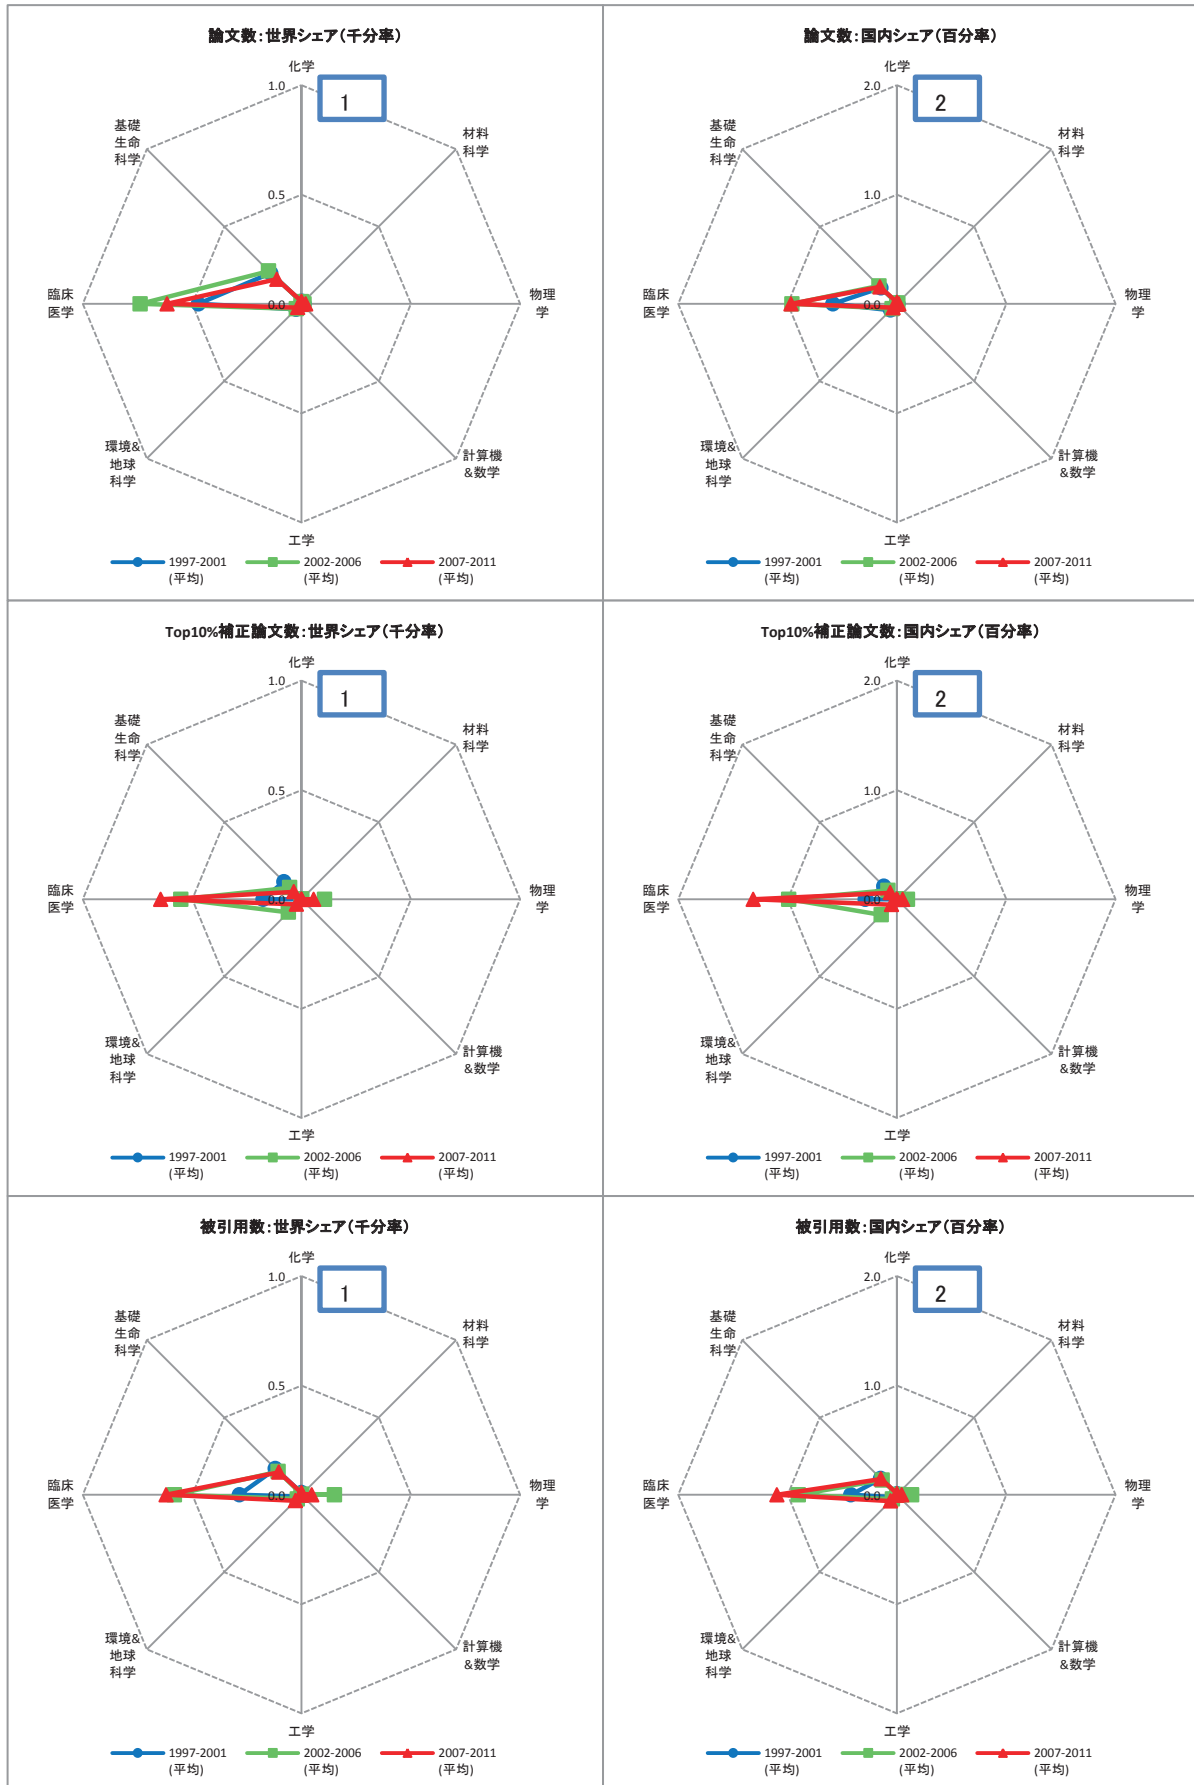 論文数：世界シェア（千分率）
化学
1.0
1
基礎
生命
科学
材料
科学
0.5
臨床
医学
0.0
物理
学
環境&
地球
科学
計算機
&数学
工学
1997-2001
(平均)
2002-2006
(平均)
2007-2011
(平均)
論文数：国内シェア（百分率）
化学
2.0
2
基礎
生命
科学
材料
科学
1.0
臨床
医学
0.0
物理
学
環境&
地球
科学
計算機
&数学
工学
1997-2001
(平均)
2002-2006
(平均)
2007-2011
(平均)
Top10%補正論文数：世界シェア（千分率）
化学
1.0
1
基礎
生命
科学
材料
科学
0.5
臨床
医学
0.0
物理
学
環境&
地球
科学
計算機
&数学
工学
1997-2001
(平均)
2002-2006
(平均)
2007-2011
(平均)
Top10%補正論文数：国内シェア（百分率）
化学
2.0
2
基礎
生命
科学
材料
科学
1.0
臨床
医学
0.0
物理
学
環境&
地球
科学
計算機
&数学
工学
1997-2001
(平均)
2002-2006
(平均)
2007-2011
(平均)
被引用数：世界シェア（千分率）
化学
1.0
1
基礎
生命
科学
材料
科学
0.5
臨床
医学
0.0
物理
学
環境&
地球
科学
計算機
&数学
工学
1997-2001
(平均)
2002-2006
(平均)
2007-2011
(平均)
被引用数：国内シェア（百分率）
化学
2.0
2
基礎
生命
科学
材料
科学
1.0
臨床
医学
0.0
物理
学
環境&
地球
科学
計算機
&数学
工学
1997-2001
(平均)
2002-2006
(平均)
2007-2011
(平均)